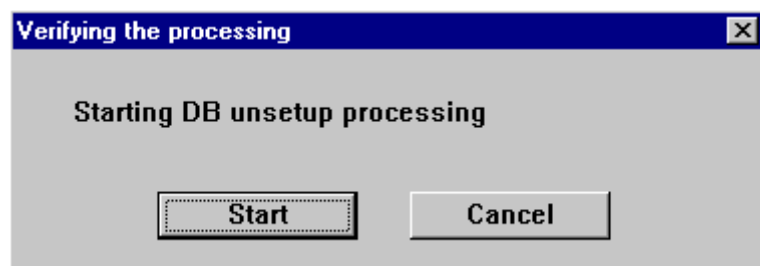 Verifying the processing
Starting DB unsetup processing
Start Cancel